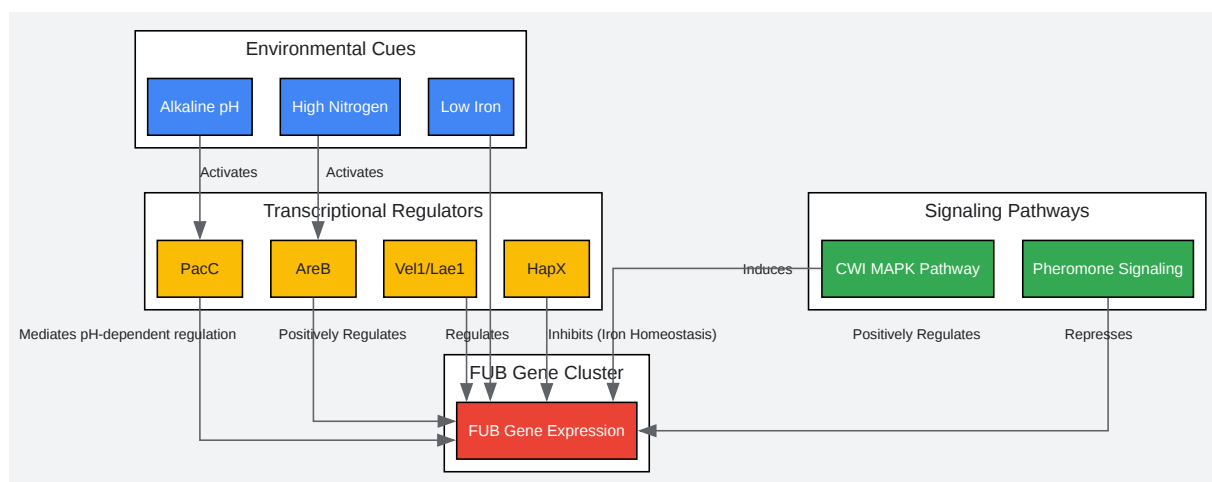 Environmental Cues
Alkaline pH
High Nitrogen
Low Iron
Activates
Activates
Transcriptional Regulators
Signaling Pathways
PacC
AreB
Vel1/Lae1
HapX
Induces
CWI MAPK Pathway
Pheromone Signaling
Mediates pH-dependent regulation
Positively Regulates
Regulates
Inhibits (Iron Homeostasis)
Positively Regulates
Represses
FUB Gene Cluster
FUB Gene Expression